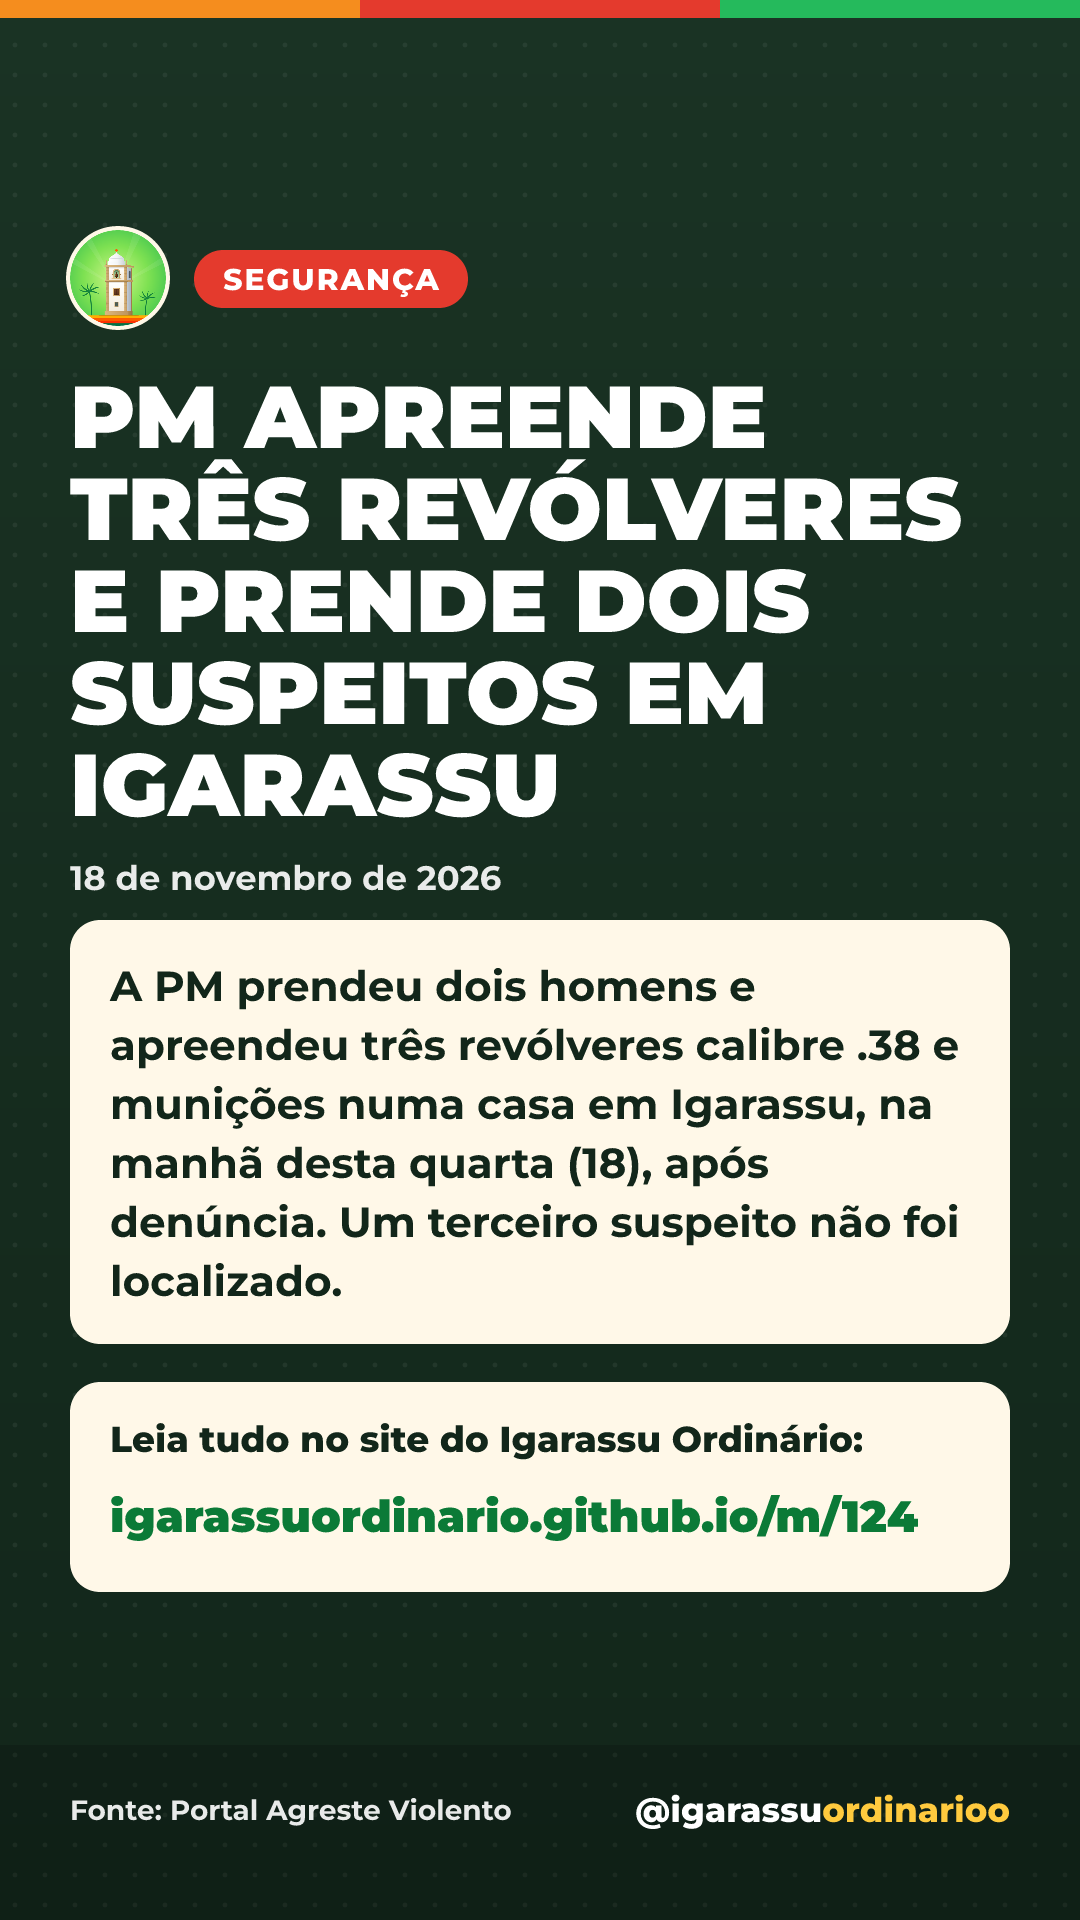 SEGURANÇA
PM APREENDE
TRÊS REVÓLVERES
E PRENDE DOIS
SUSPEITOS EM
IGARASSU
18 de novembro de 2026
A PM prendeu dois homens e
apreendeu três revólveres calibre .38 e
munições numa casa em Igarassu, na
manhã desta quarta (18), após
denúncia. Um terceiro suspeito não foi
localizado.
Leia tudo no site do Igarassu Ordinário:
igarassuordinario.github.io/m/124
Fonte: Portal Agreste Violento
@igarassuordinarioo